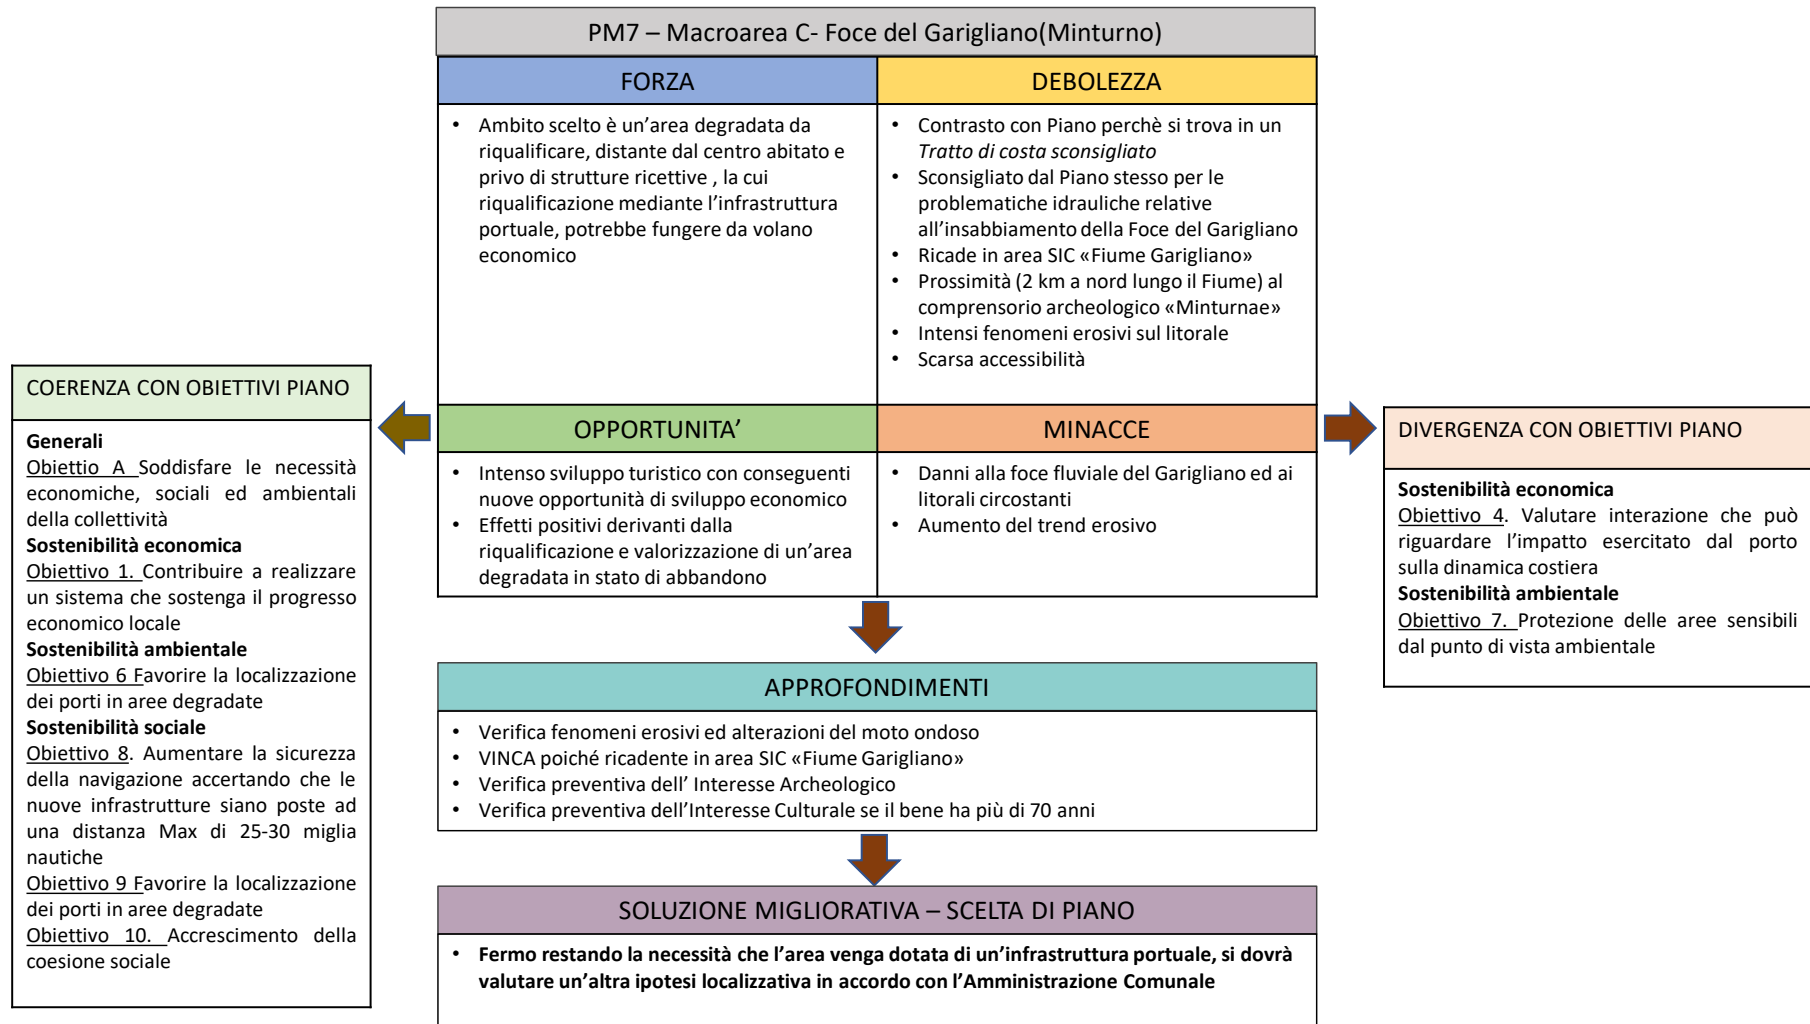 PM7 – Macroarea C- Foce del Garigliano(Minturno)
FORZA
• Ambito scelto è un’area degradata da
riqualificare, distante dal centro abitato e
privo di strutture ricettive , la cui
riqualificazione mediante l’infrastruttura
portuale, potrebbe fungere da volano
economico
DEBOLEZZA
• Contrasto con Piano perchè si trova in un
Tratto di costa sconsigliato
• Sconsigliato dal Piano stesso per le
problematiche idrauliche relative
all’insabbiamento della Foce del Garigliano
• Ricade in area SIC «Fiume Garigliano»
• Prossimità (2 km a nord lungo il Fiume) al
comprensorio archeologico «Minturnae»
• Intensi fenomeni erosivi sul litorale
• Scarsa accessibilità
OPPORTUNITA’
• Intenso sviluppo turistico con conseguenti
nuove opportunità di sviluppo economico
• Effetti positivi derivanti dalla
riqualificazione e valorizzazione di un’area
degradata in stato di abbandono
MINACCE
• Danni alla foce fluviale del Garigliano ed ai
litorali circostanti
• Aumento del trend erosivo
COERENZA CON OBIETTIVI PIANO
Generali
Obiettio A Soddisfare le necessità
economiche, sociali ed ambientali
della collettività
Sostenibilità economica
Obiettivo 1. Contribuire a realizzare
un sistema che sostenga il progresso
economico locale
Sostenibilità ambientale
Obiettivo 6 Favorire la localizzazione
dei porti in aree degradate
Sostenibilità sociale
Obiettivo 8. Aumentare la sicurezza
della navigazione accertando che le
nuove infrastrutture siano poste ad
una distanza Max di 25-30 miglia
nautiche
Obiettivo 9 Favorire la localizzazione
dei porti in aree degradate
Obiettivo 10. Accrescimento della
coesione sociale
DIVERGENZA CON OBIETTIVI PIANO
Sostenibilità economica
Obiettivo 4. Valutare interazione che può
riguardare l’impatto esercitato dal porto
sulla dinamica costiera
Sostenibilità ambientale
Obiettivo 7. Protezione delle aree sensibili
dal punto di vista ambientale
APPROFONDIMENTI
• Verifica fenomeni erosivi ed alterazioni del moto ondoso
• VINCA poiché ricadente in area SIC «Fiume Garigliano»
• Verifica preventiva dell’ Interesse Archeologico
• Verifica preventiva dell’Interesse Culturale se il bene ha più di 70 anni
SOLUZIONE MIGLIORATIVA – SCELTA DI PIANO
• Fermo restando la necessità che l’area venga dotata di un’infrastruttura portuale, si dovrà
valutare un’altra ipotesi localizzativa in accordo con l’Amministrazione Comunale